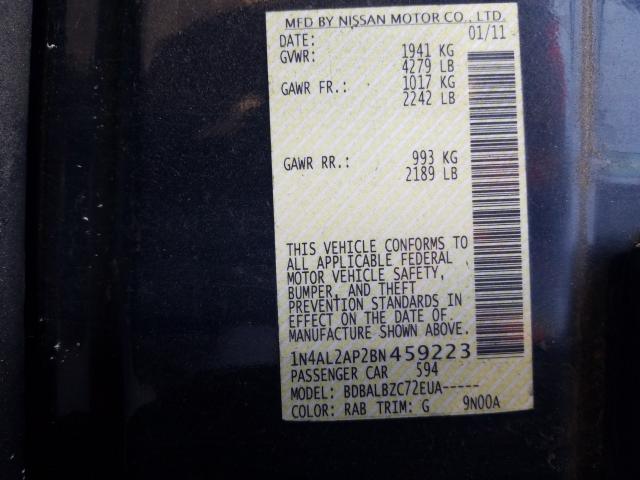 MFD BY NISSAN MOTOR CO., LTD.
DATE: 01/11
GVWR: 1941 KG
4279 LB
GAWR FR.: 1017 KG
2242 LB
GAWR RR.: 993 KG
2189 LB
THIS VEHICLE CONFORMS TO
ALL APPLICABLE FEDERAL
MOTOR VEHICLE SAFETY,
BUMPER, AND THEFT
PREVENTION STANDARDS IN
EFFECT ON THE DATE OF
MANUFACTURE SHOWN ABOVE.
1N4AL2AP2BN459223
PASSENGER CAR 594
MODEL: BDBALBZC72EUA-----
COLOR: RAB TRIM: G 9N00A